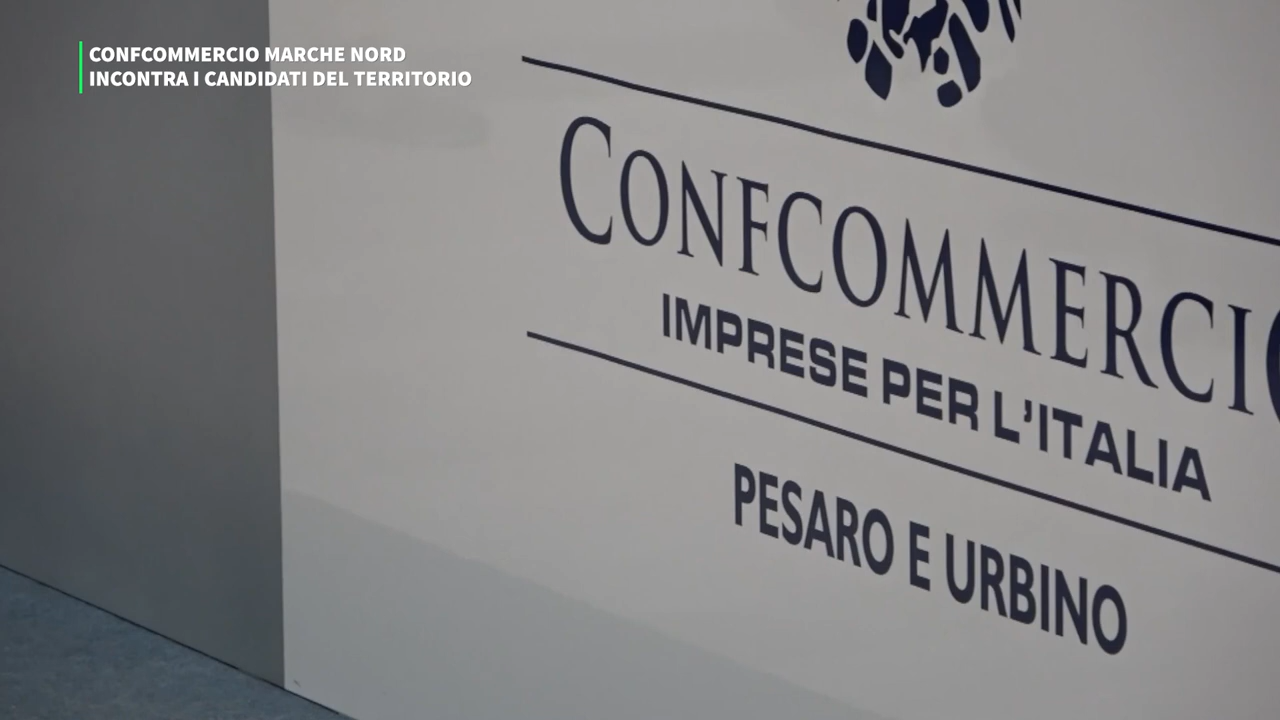 CONFCOMMERCIO MARCHE NORD
INCONTRA I CANDIDATI DEL TERRITORIO
CONFCOMMERCIO
IMPRESE PER L'ITALIA
PESARO E URBINO